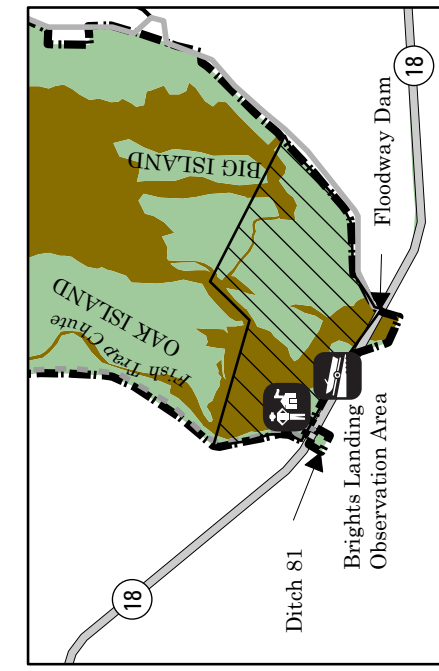 18
BIG ISLAND
OAK ISLAND
Fish Trap Chute
Floodway Dam
Brights Landing
Observation Area
Ditch 81
18